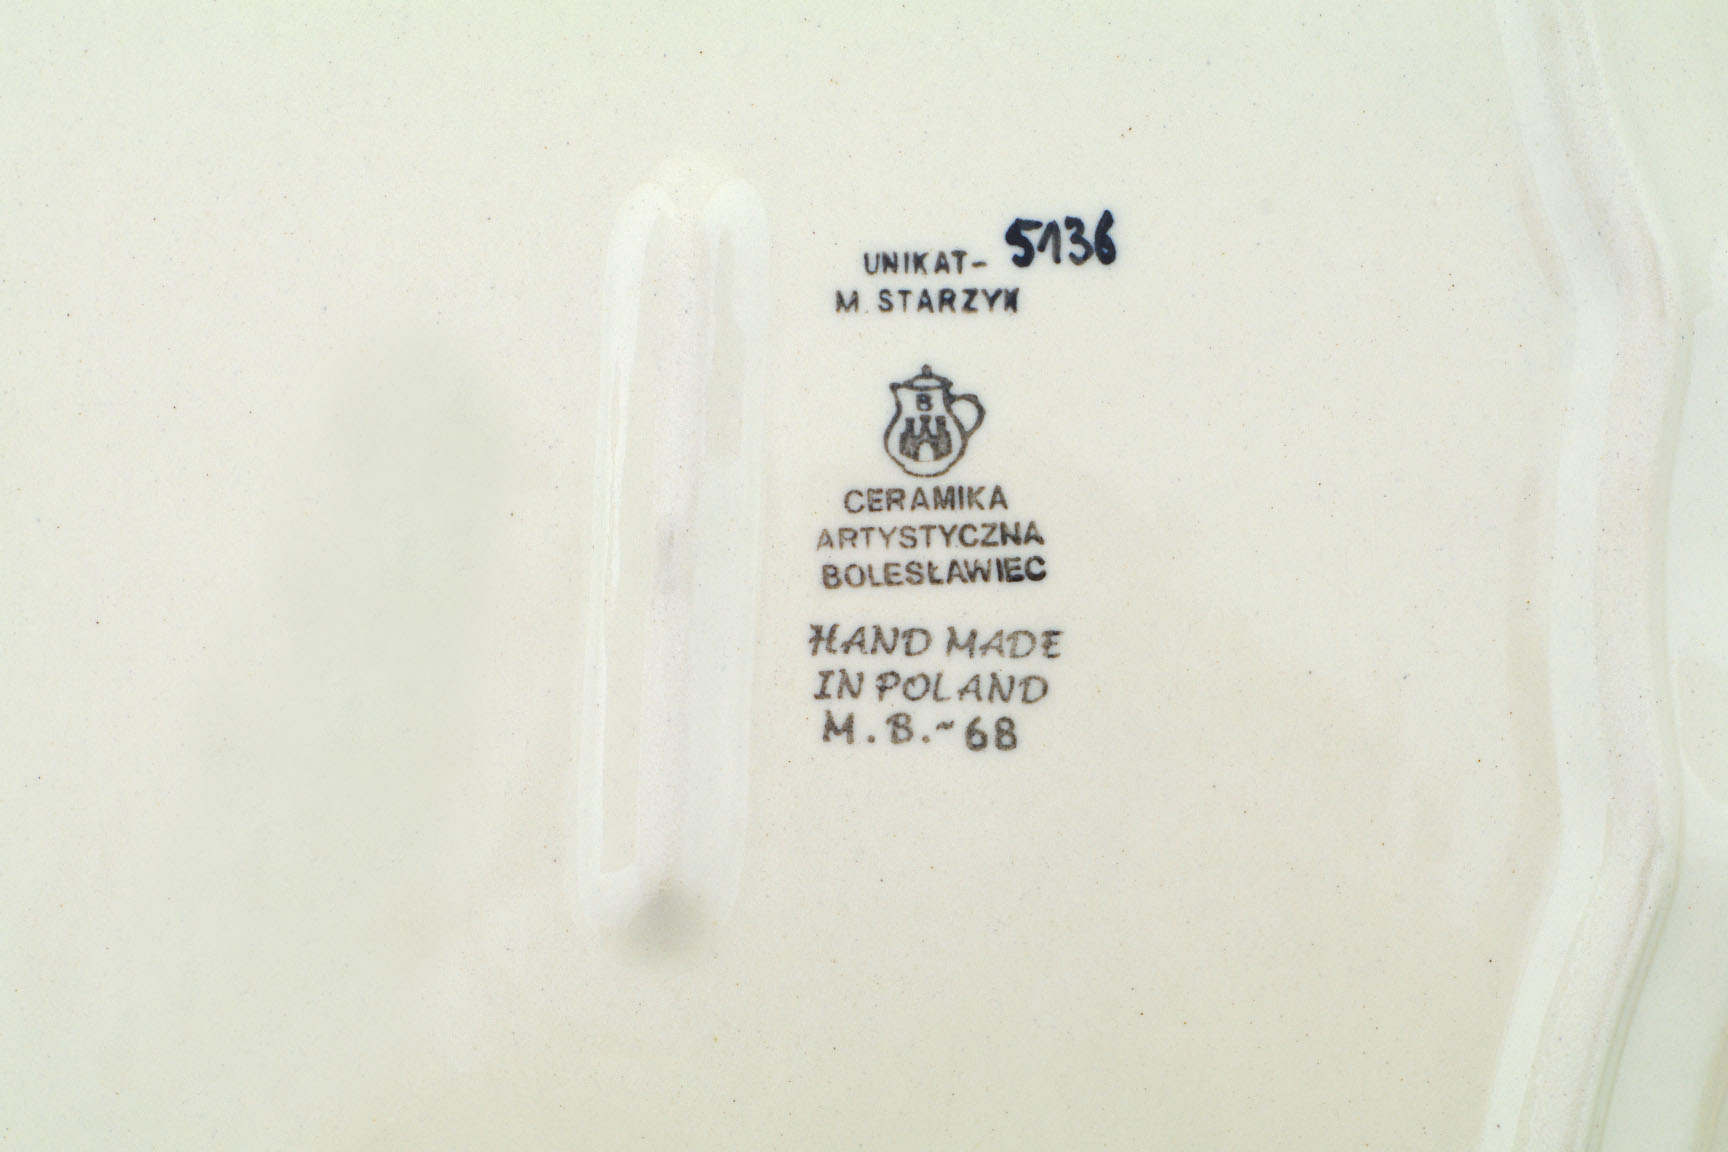 UNIKAT- 5136
M. STARZYK
B
CERAMIKA
ARTYSTYCZNA
BOLESŁAWIEC
HAND MADE
IN POLAND
M.B.~68